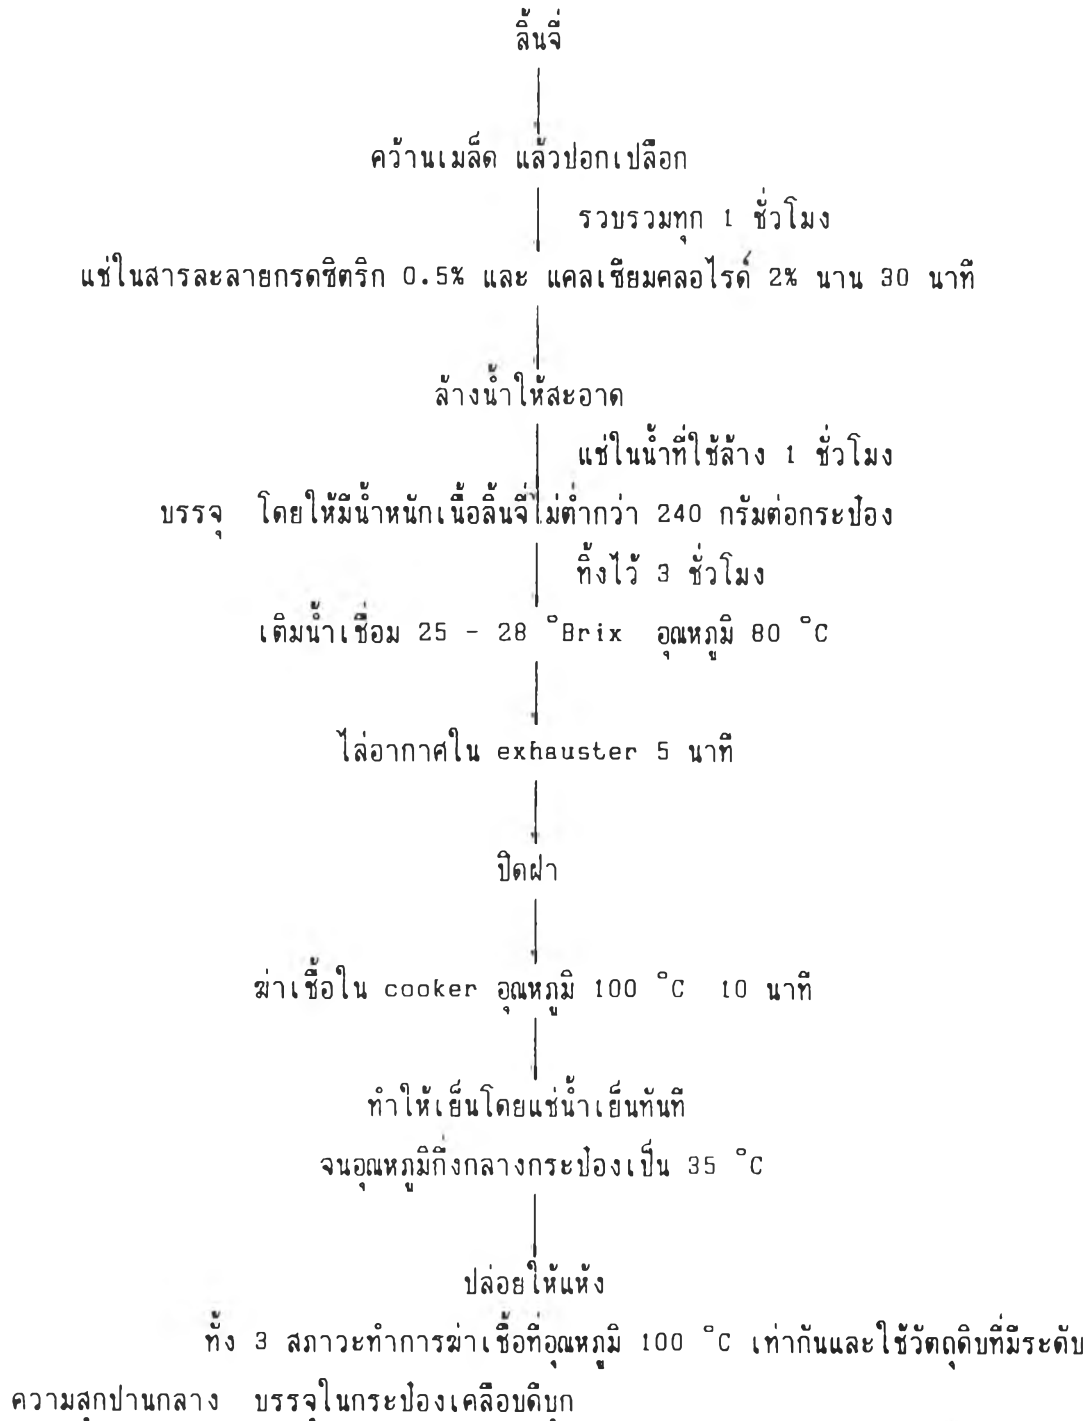 ลิ้นจี่
คว้านเมล็ด แล้วปอกเปลือก
รวบรวมทุก 1 ชั่วโมง
แช่ในสารละลายกรดซิตริก 0.5% และ แคลเซียมคลอไรด์ 2% นาน 30 นาที
ล้างน้ำให้สะอาด
แช่ในน้ำที่ใช้ล้าง 1 ชั่วโมง
บรรจุ โดยให้มีน้ำหนักเนื้อลิ้นจี่ไม่ต่ำกว่า 240 กรัมต่อกระป๋อง
ทิ้งไว้ 3 ชั่วโมง
เติมน้ำเชื่อม 25 - 28 °Brix อุณหภูมิ 80 °C
ไล่อากาศใน exhauster 5 นาที
ปิดฝา
ฆ่าเชื้อใน cooker อุณหภูมิ 100 °C 10 นาที
ทำให้เย็นโดยแช่น้ำเย็นทันที
จนอุณหภูมิกึ่งกลางกระป๋องเป็น 35 °C
ปล่อยให้แห้ง
ทั้ง 3 สภาวะทำการฆ่าเชื้อที่อุณหภูมิ 100 °C เท่ากันและใช้วัตถุดิบที่มีระดับ
ความสุกปานกลาง บรรจุในกระป๋องเคลือบดีบุก